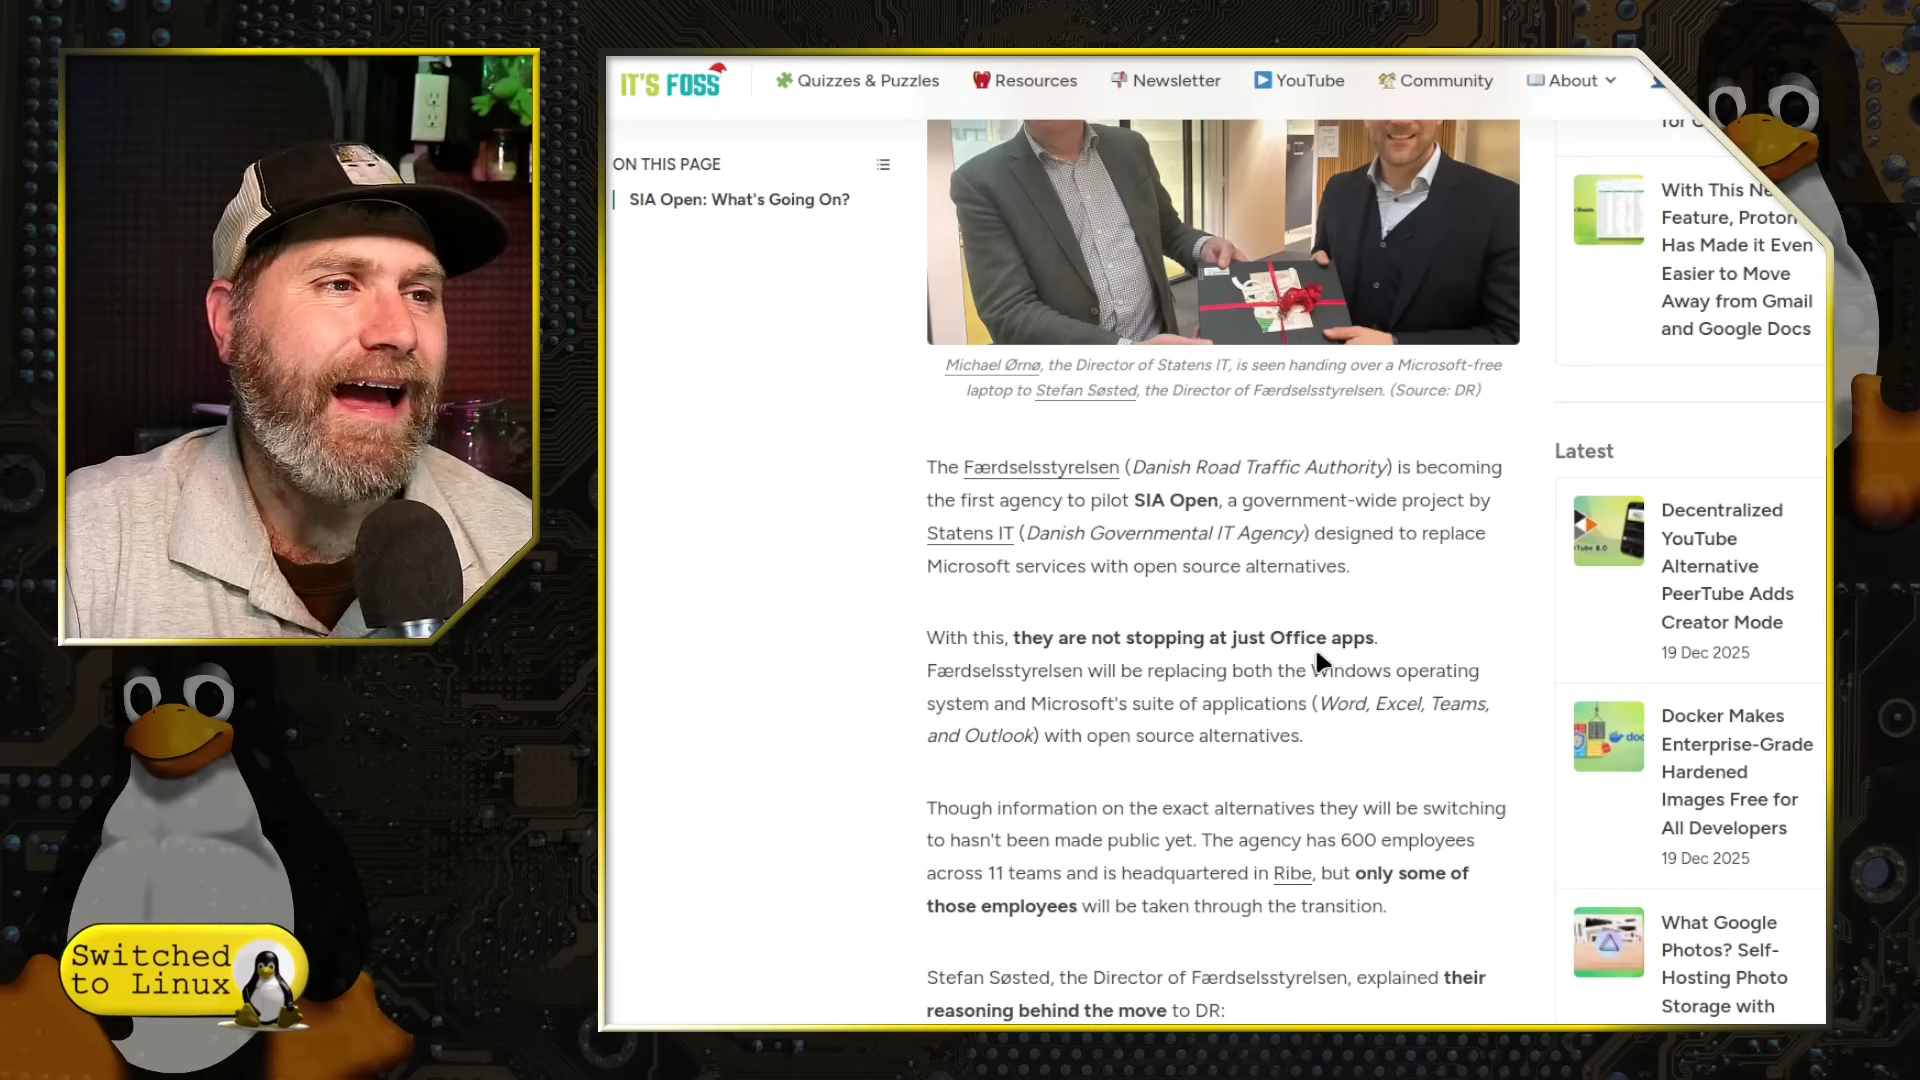 IT'S FOSS
Quizzes & Puzzles
Resources
Newsletter
YouTube
Community
About
ON THIS PAGE
SIA Open: What's Going On?
Michael Ørnø, the Director of Statens IT, is seen handing over a Microsoft-free
laptop to Stefan Søsted, the Director of Færdselsstyrelsen. (Source: DR)
The Færdselsstyrelsen (Danish Road Traffic Authority) is becoming
the first agency to pilot SIA Open, a government-wide project by
Statens IT (Danish Governmental IT Agency) designed to replace
Microsoft services with open source alternatives.
With this, they are not stopping at just Office apps.
Færdselsstyrelsen will be replacing both the Windows operating
system and Microsoft's suite of applications (Word, Excel, Teams,
and Outlook) with open source alternatives.
Though information on the exact alternatives they will be switching
to hasn't been made public yet. The agency has 600 employees
across 11 teams and is headquartered in Ribe, but only some of
those employees will be taken through the transition.
Stefan Søsted, the Director of Færdselsstyrelsen, explained their
reasoning behind the move to DR:
for
With This
Feature, Proton
Has Made it Even
Easier to Move
Away from Gmail
and Google Docs
Latest
Decentralized
YouTube
Alternative
PeerTube Adds
Creator Mode
19 Dec 2025
Docker Makes
Enterprise-Grade
Hardened
Images Free for
All Developers
19 Dec 2025
What Google
Photos? Self-
Hosting Photo
Storage with
Switched
to Linux